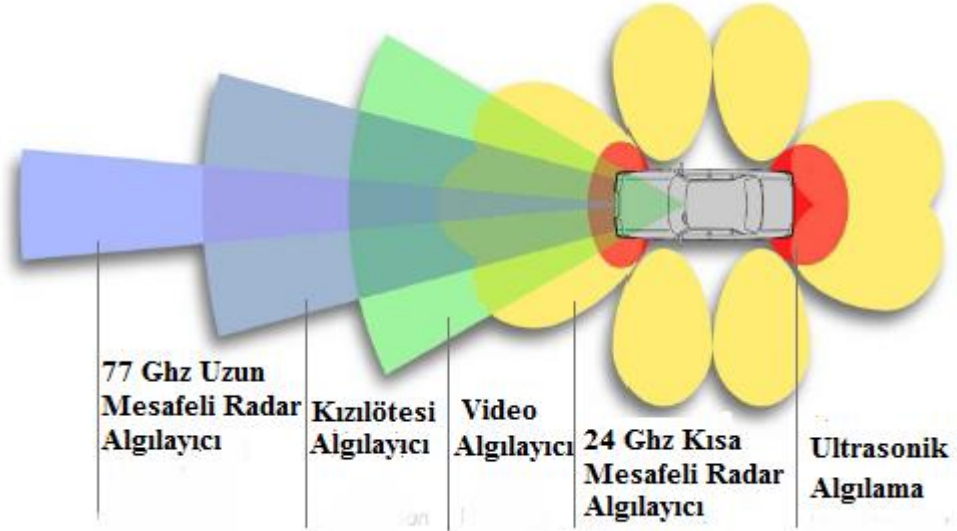 77 Ghz Uzun
Mesafeli Radar
Algılayıcı
Kızılötesi
Algılayıcı
Video
Algılayıcı
24 Ghz Kısa
Mesafeli Radar
Algılayıcı
Ultrasonik
Algılama